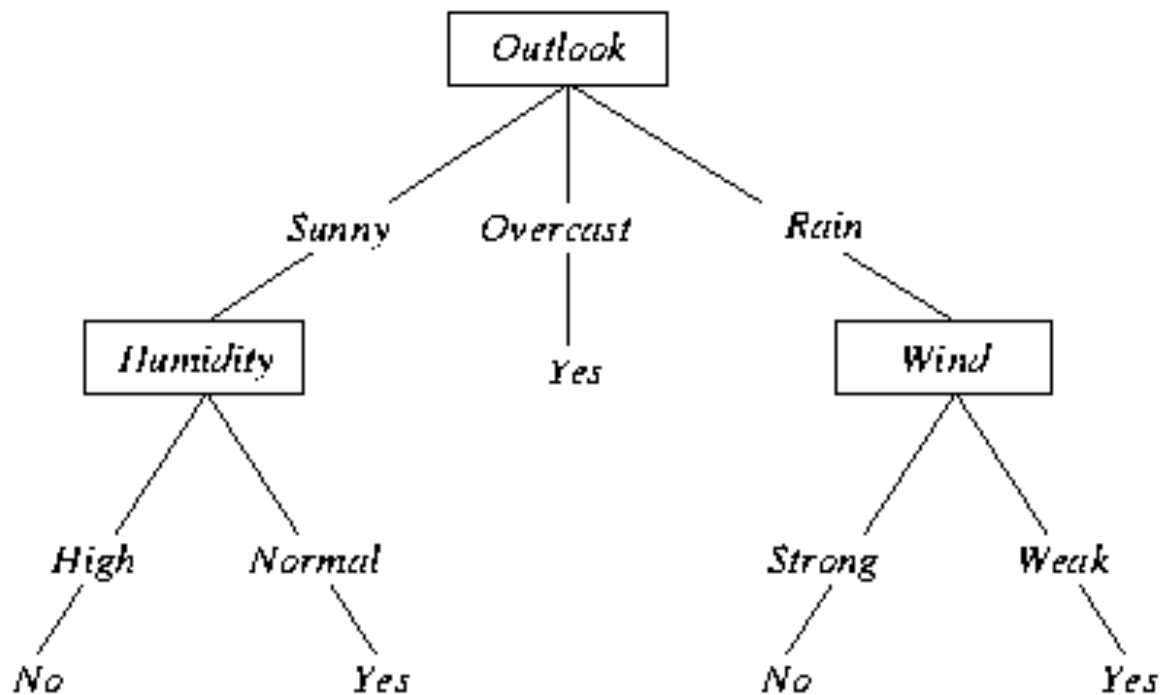 Outlook
Sunny Overcast Rain
Humidity Yes Wind
High Normal Strong Weak
No Yes No Yes